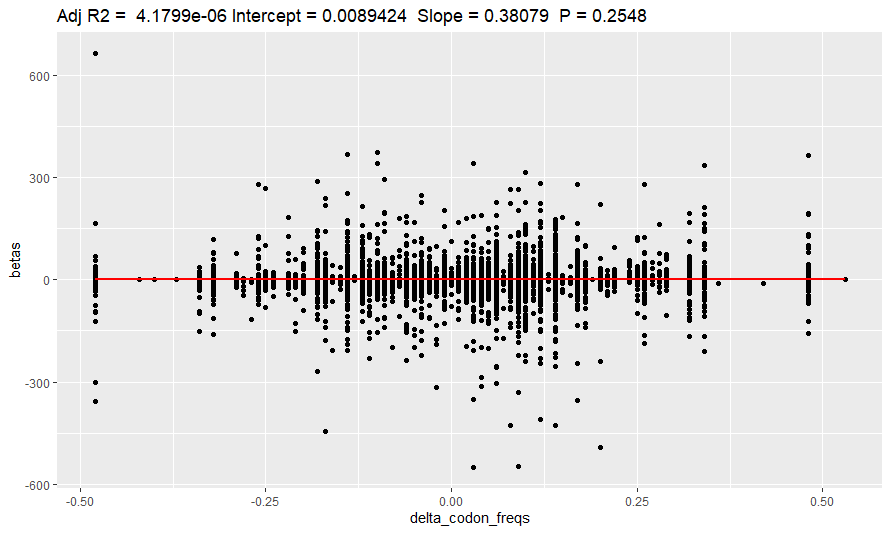 Adj R2 =  4.1799e-06 Intercept = 0.0089424  Slope = 0.38079  P = 0.2548
betas
600
300
0
-300
-600
-0.50 -0.25 0.00 0.25 0.50
delta_codon_freqs